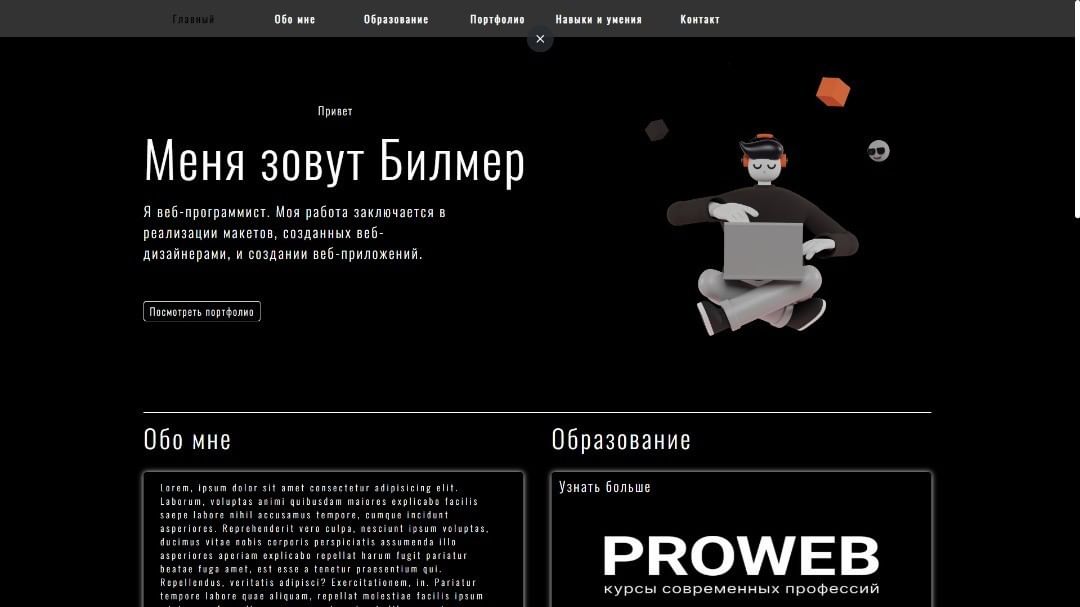 Главный Обо мне Образование Портфолио Навыки и умения Контакт
Привет
Меня зовут Билмер
Я веб-программист. Моя работа заключается в
реализации макетов, созданных веб-
дизайнерами, и создании веб-приложений.
Посмотреть портфолио
Обо мне
Lorem, ipsum dolor sit amet consectetur adipisicing elit.
Laborum, voluptas animi quibusdam maiores explicabo facilis
saepe labore nihil accusamus tempore, cumque incidunt
asperiores. Reprehenderit vero culpa, nesciunt ipsum voluptas,
ducimus vitae nobis corporis perspiciatis assumenda illo
asperiores aperiam explicabo repellat harum fugit pariatur
beatae fuga amet, est esse a tenetur praesentium qui.
Repellendus, veritatis adipisci? Exercitationem, in. Pariatur
tempore labore quae aliquam, repellat molestiae facilis ipsum
Образование
Узнать больше
PROWEB
курсы современных профессий